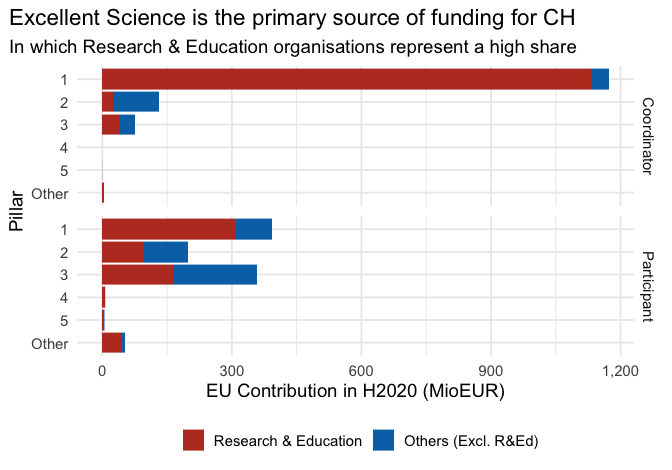 Excellent Science is the primary source of funding for CH
In which Research & Education organisations represent a high share
Pillar
Coordinator
1
2
3
4
5
Other
Participant
1
2
3
4
5
Other
0
300
600
900
1,200
EU Contribution in H2020 (MioEUR)
Research & Education
Others (Excl. R&Ed)